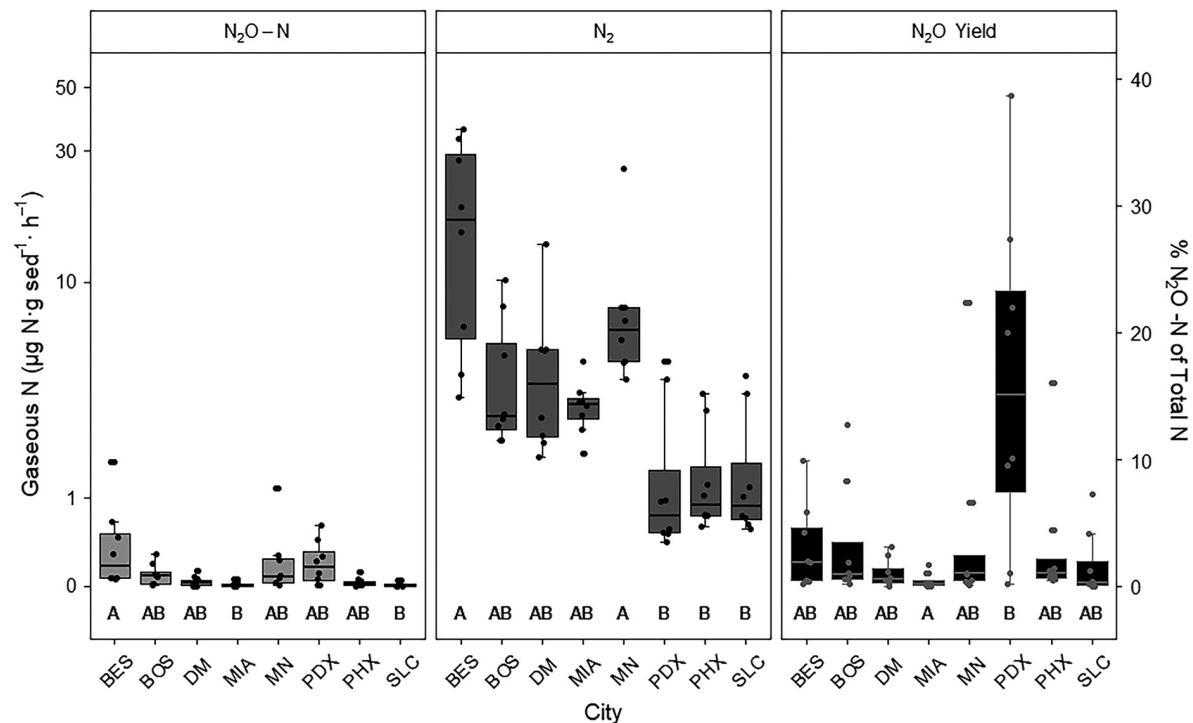 N₂O – N
N₂
N₂O Yield
Gaseous N (µg N·g sed⁻¹· h⁻¹)
50
30
10
1
0
40
30
20
10
0
% N₂O -N of Total N
A AB AB B AB AB AB B
A AB AB AB A B B B
AB AB AB A AB B AB AB
BES BOS DM MIA MN PDX PHX SLC
BES BOS DM MIA MN PDX PHX SLC
BES BOS DM MIA MN PDX PHX SLC
City